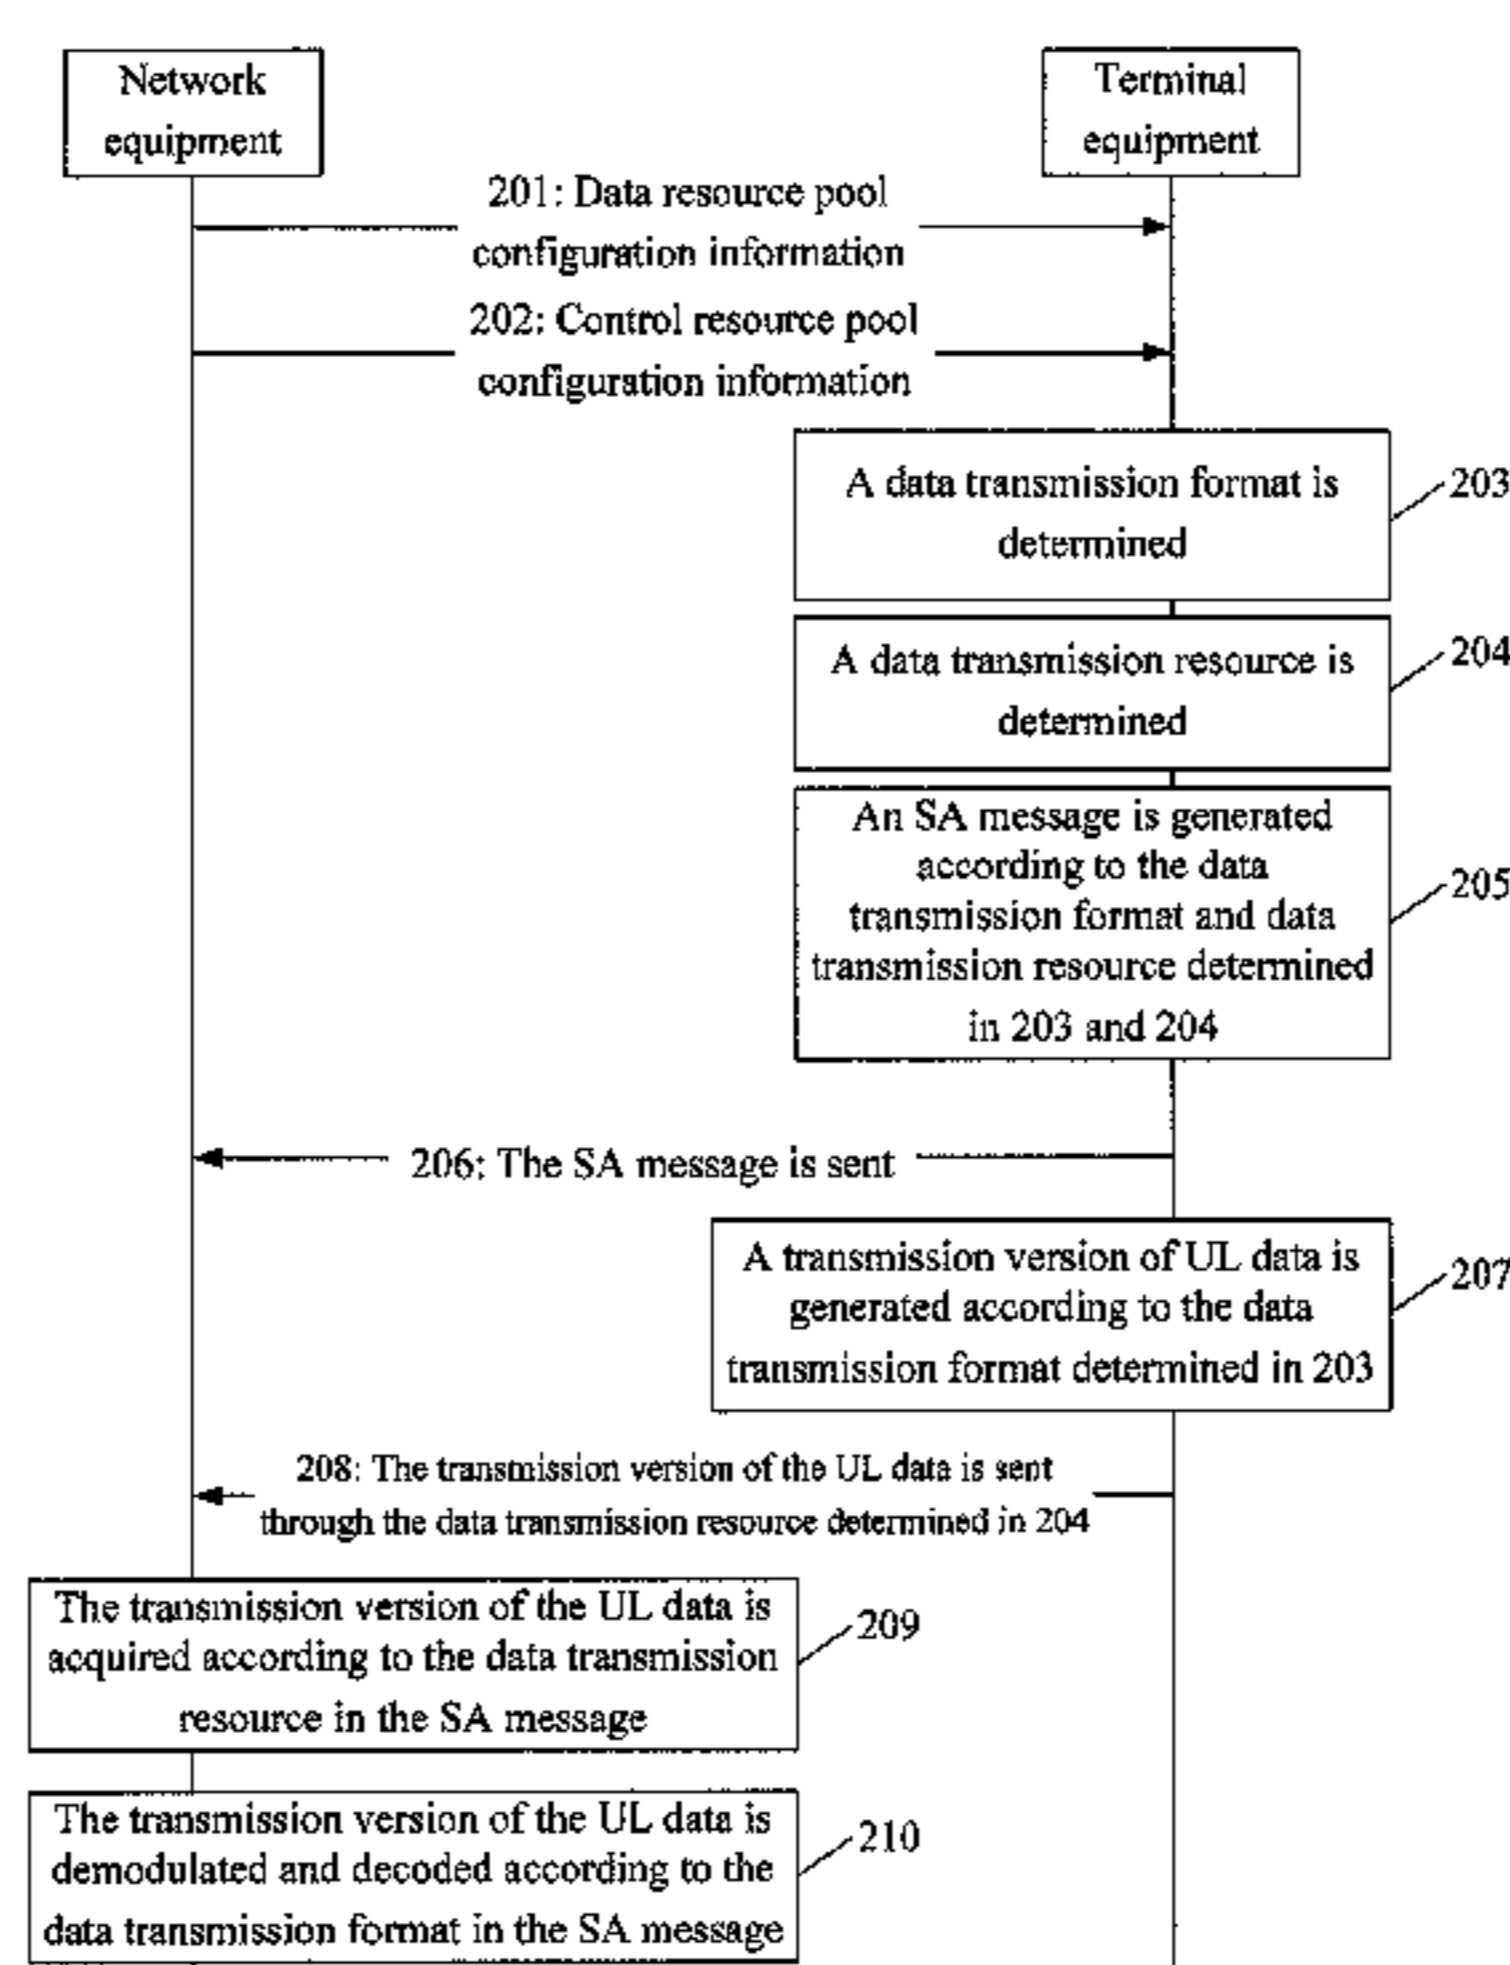 Network
equipment
Terminal
equipment
201: Data resource pool
configuration information
202: Control resource pool
configuration information
A data transmission format is
determined
203
A data transmission resource is
determined
204
An SA message is generated
according to the data
transmission format and data
transmission resource determined
in 203 and 204
205
206: The SA message is sent
A transmission version of UL data is
generated according to the data
transmission format determined in 203
207
208: The transmission version of the UL data is sent
through the data transmission resource determined in 204
The transmission version of the UL data is
acquired according to the data transmission
resource in the SA message
209
The transmission version of the UL data is
demodulated and decoded according to the
data transmission format in the SA message
210